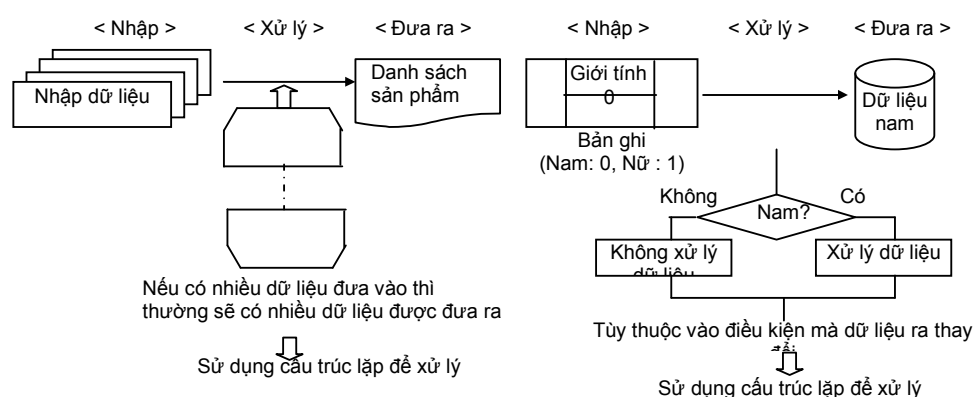 < Nhập >
< Xử lý >
< Đưa ra >
Nhập dữ liệu
Danh sách
sản phẩm
Nếu có nhiều dữ liệu đưa vào thì
thường sẽ có nhiều dữ liệu được đưa ra
Sử dụng cấu trúc lặp để xử lý
< Nhập >
< Xử lý >
< Đưa ra >
Giới tính
0
Dữ liệu
nam
Bản ghi
(Nam: 0, Nữ : 1)
Không
Có
Nam?
Không xử lý
dữ liệu
Xử lý dữ liệu
Tùy thuộc vào điều kiện mà dữ liệu ra thay
Sử dụng cấu trúc lặp để xử lý